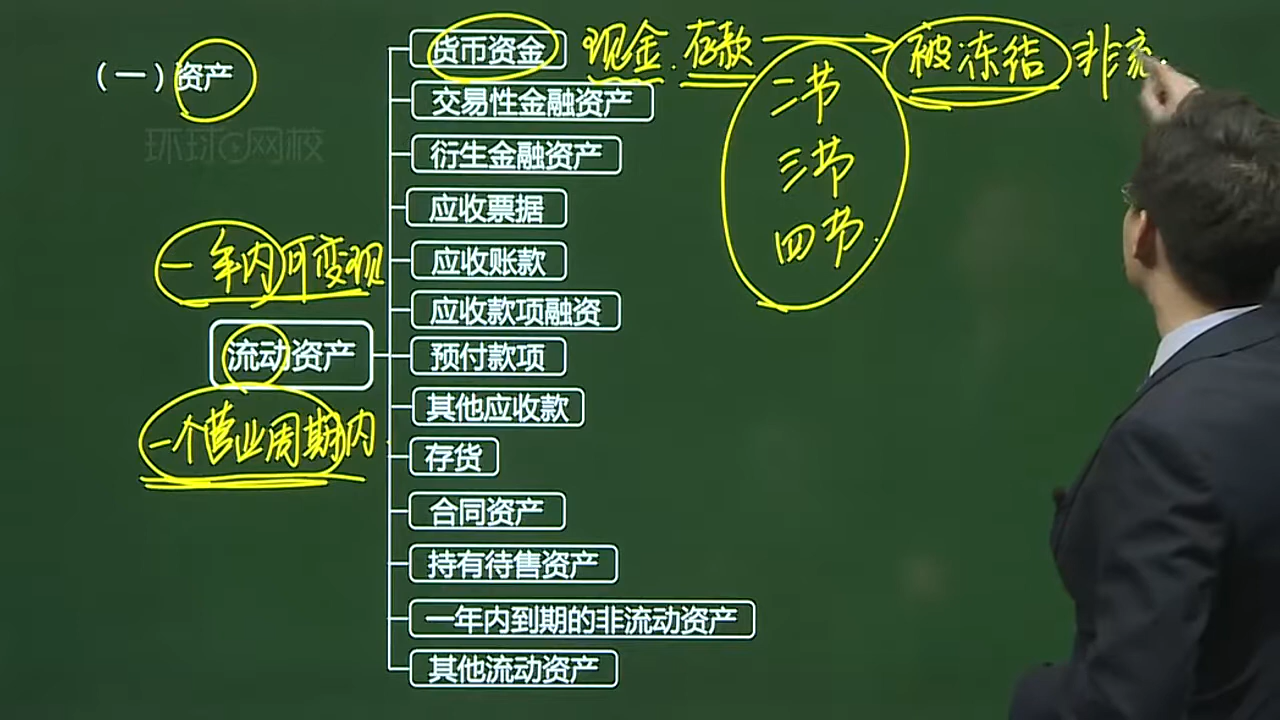 （一）资产
环球网校
一年内可变现
流动资产
一个营业周期内
货币资金
现金.存款
被冻结
非流.
二节
三节
四节.
交易性金融资产
衍生金融资产
应收票据
应收账款
应收款项融资
预付款项
其他应收款
存货
合同资产
持有待售资产
一年内到期的非流动资产
其他流动资产